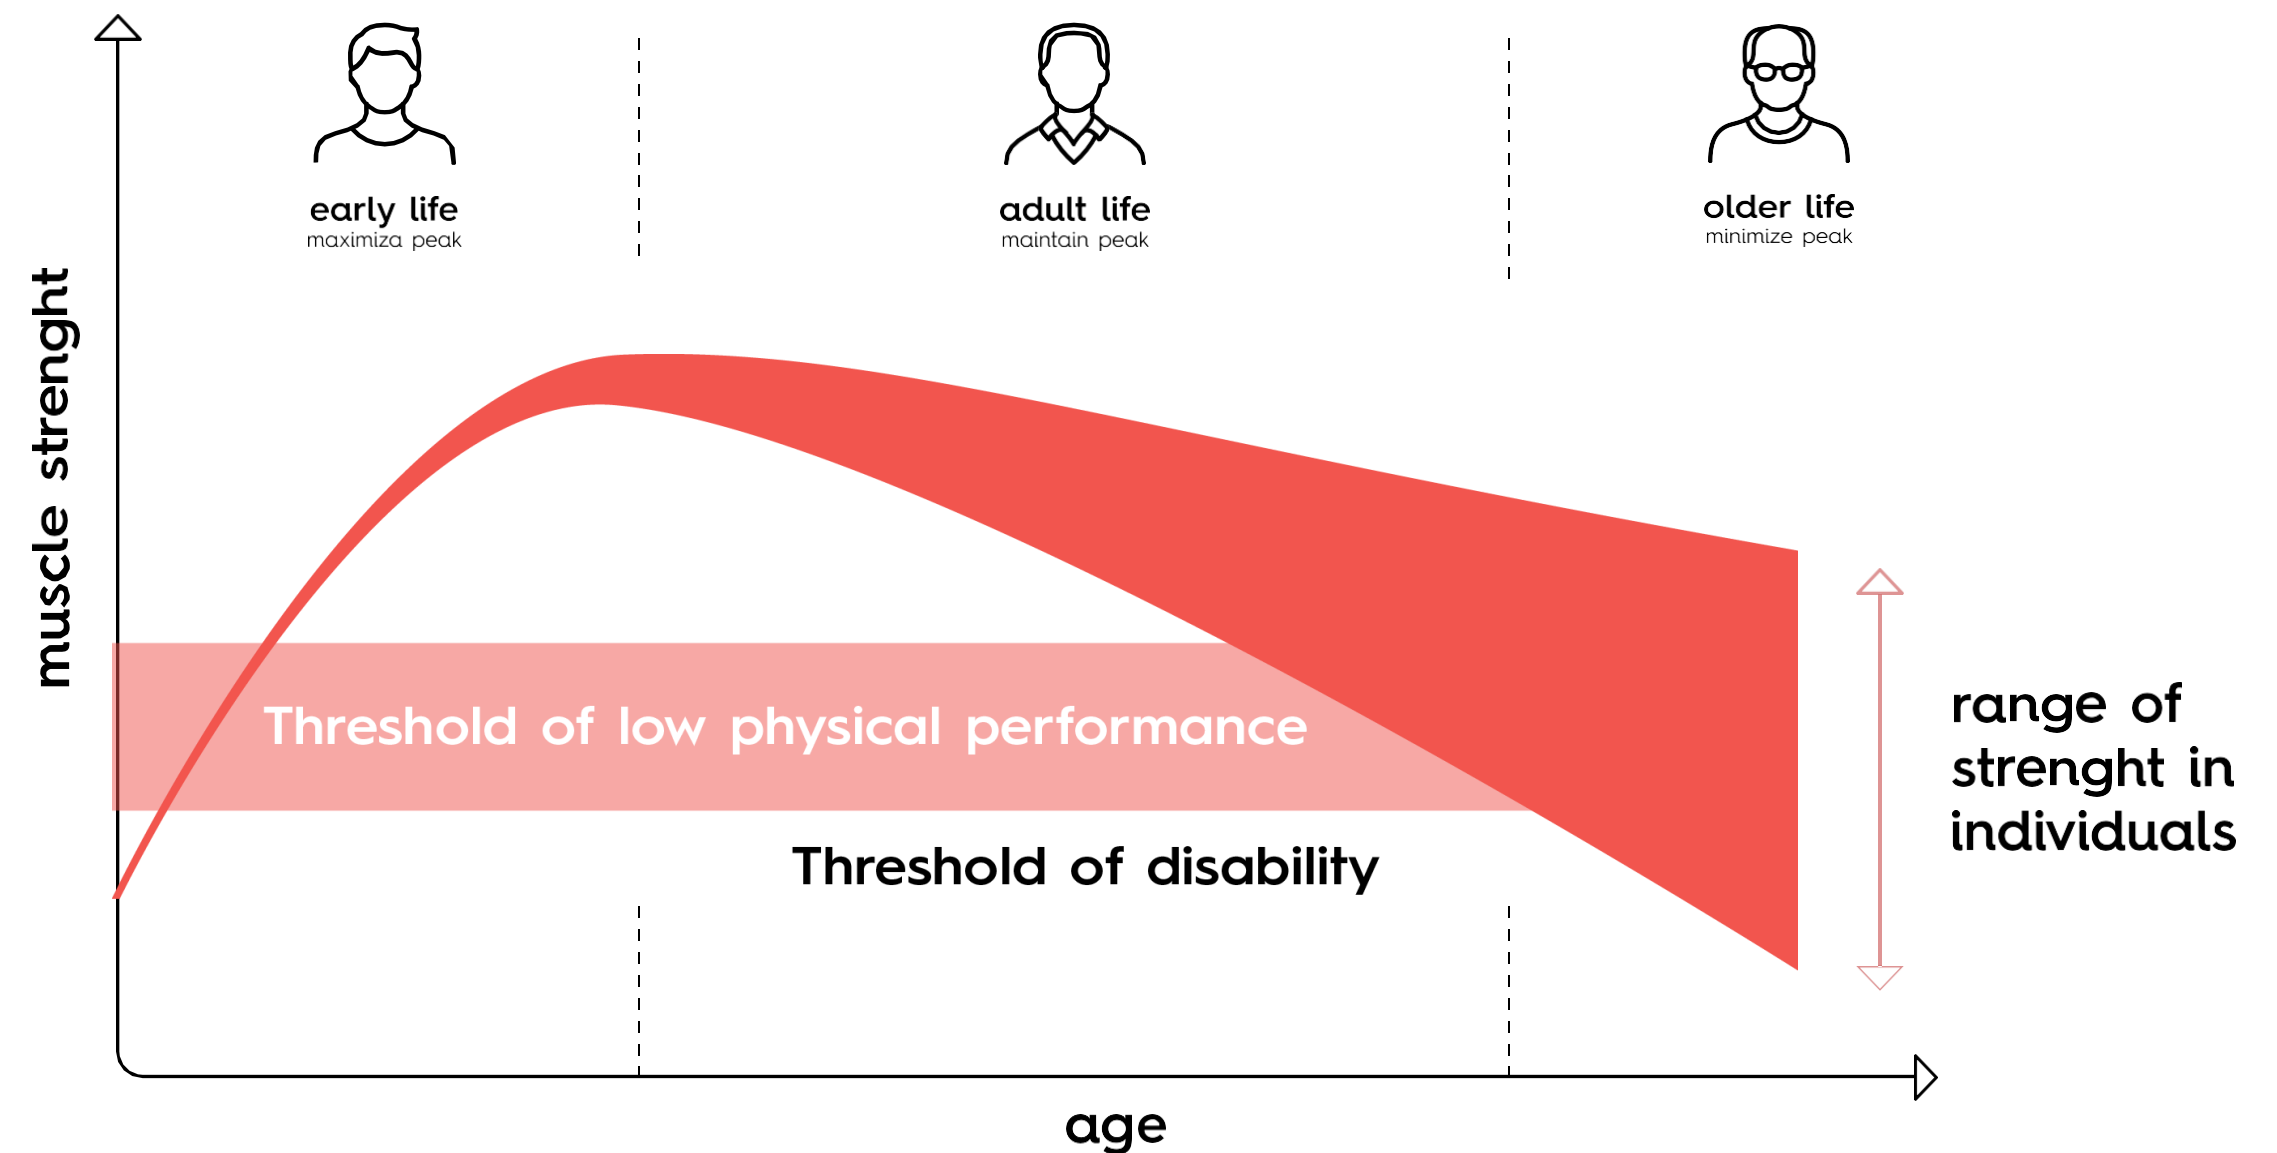 early life
maximiza peak
adult life
maintain peak
older life
minimize peak
muscle strenght
Threshold of low physical performance
Threshold of disability
range of
strenght in
individuals
age